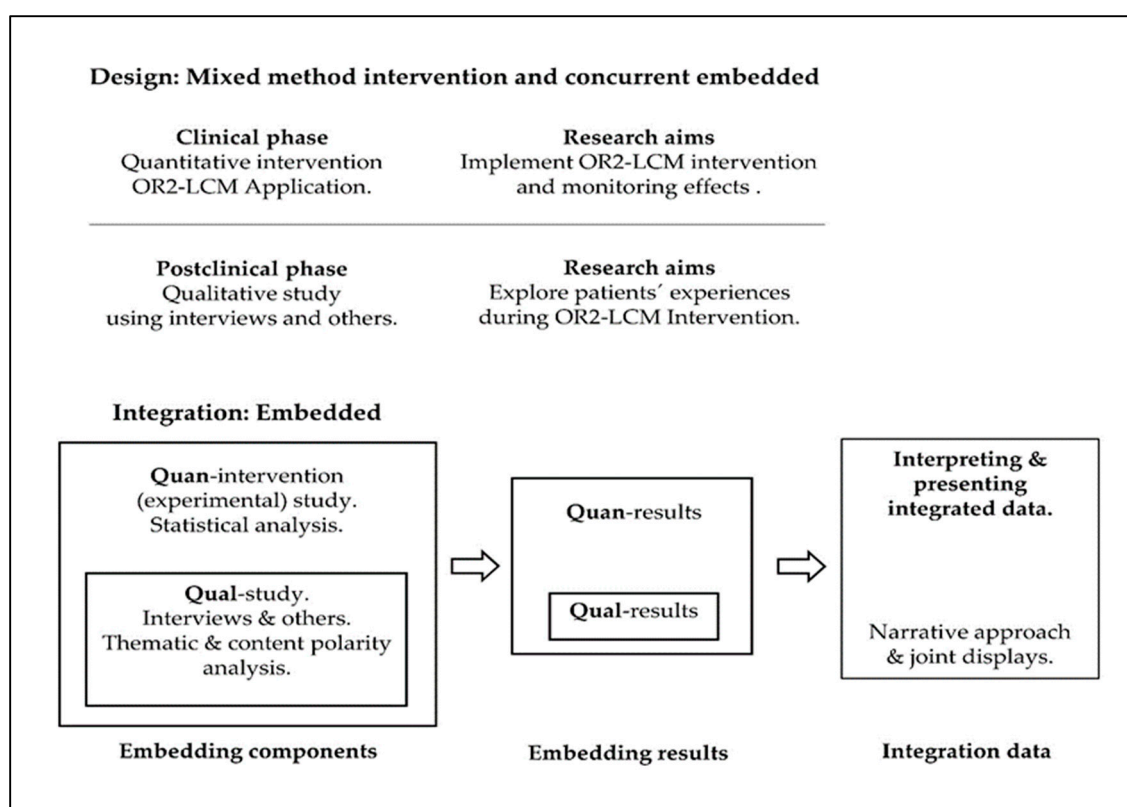 Design: Mixed method intervention and concurrent embedded
Clinical phase
Quantitative intervention
OR2-LCM Application.
Research aims
Implement OR2-LCM intervention
and monitoring effects .
Postclinical phase
Qualitative study
using interviews and others.
Research aims
Explore patients´ experiences
during OR2-LCM Intervention.
Integration: Embedded
Quan-intervention
(experimental) study.
Statistical analysis.
Qual-study.
Interviews & others.
Thematic & content polarity
analysis.
Embedding components
Quan-results
Qual-results
Embedding results
Interpreting &
presenting
integrated data.
Narrative approach
& joint displays.
Integration data